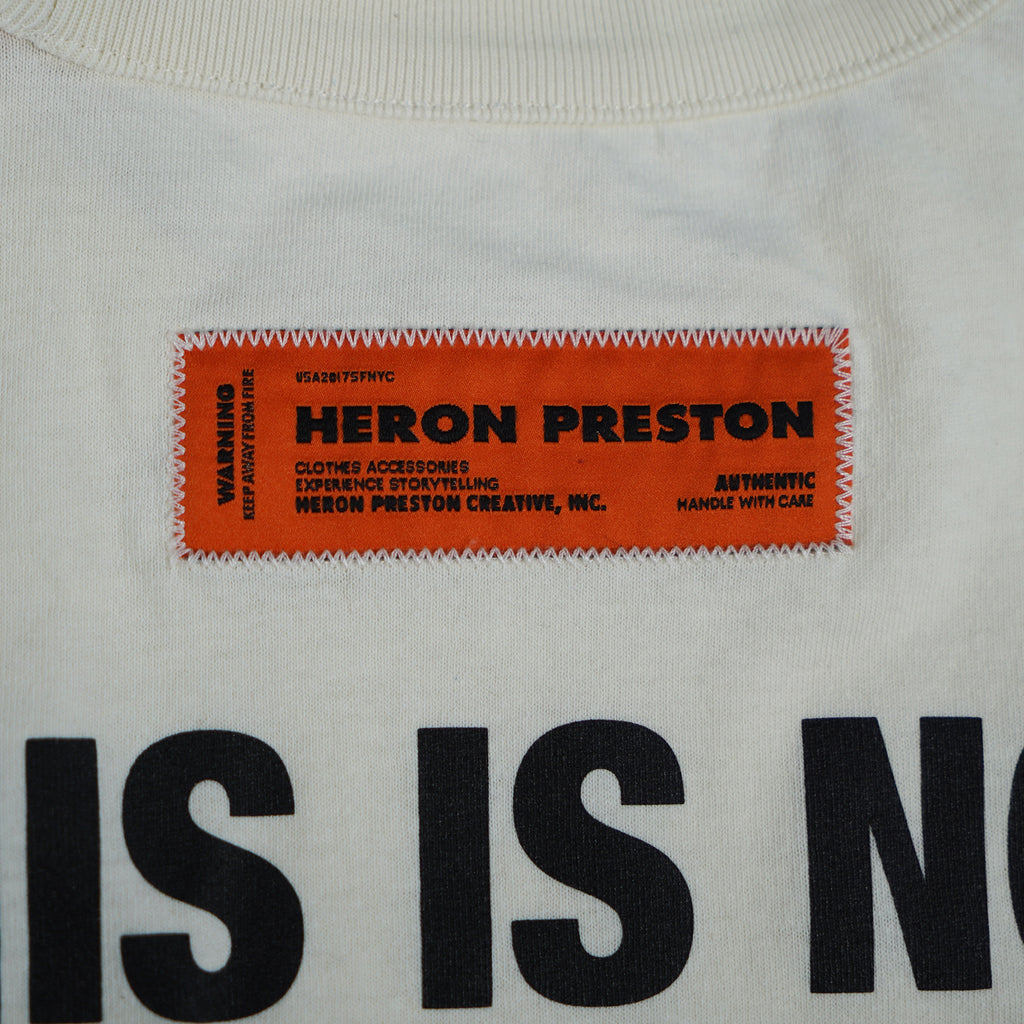 WARNING
KEEP AWAY FROM FIRE
USA2017SFNYC
HERON PRESTON
CLOTHES ACCESSORIES
EXPERIENCE STORYTELLING
HERON PRESTON CREATIVE, INC.
AUTHENTIC
HANDLE WITH CARE
IS IS NO